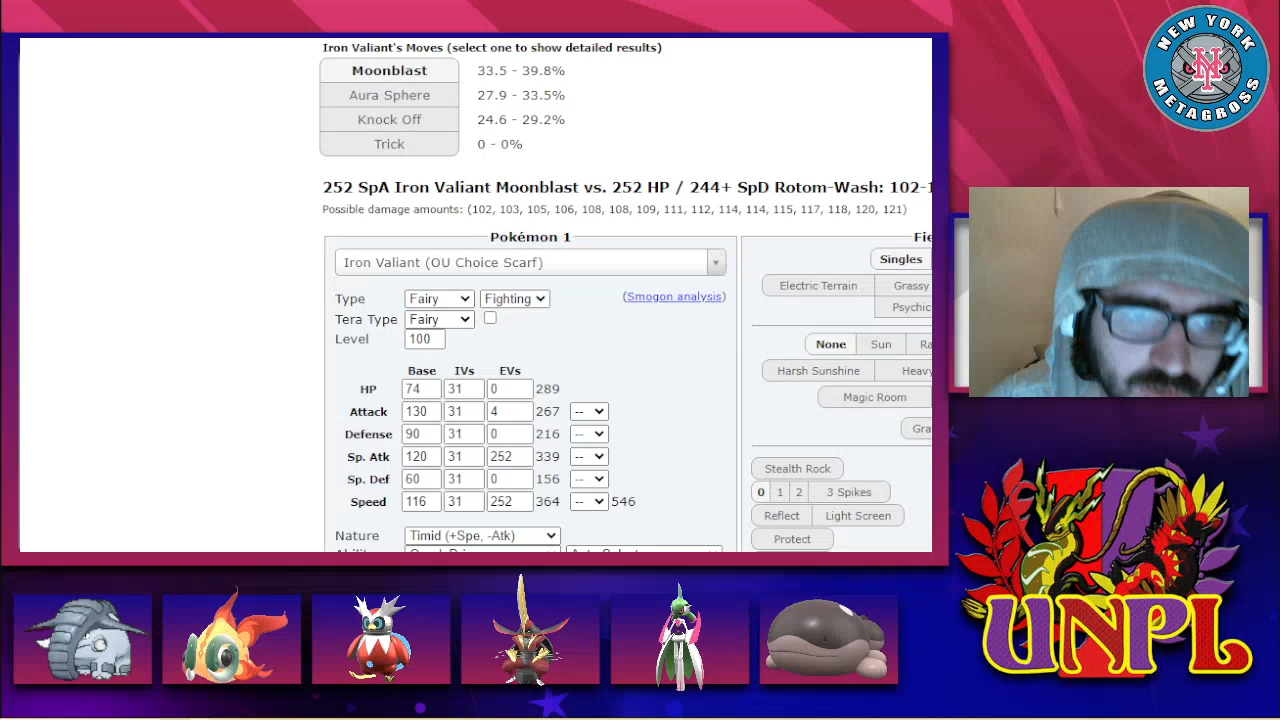 Iron Valiant's Moves (select one to show detailed results)
Moonblast 33.5 - 39.8%
Aura Sphere 27.9 - 33.5%
Knock Off 24.6 - 29.2%
Trick 0 - 0%
252 SpA Iron Valiant Moonblast vs. 252 HP / 244+ SpD Rotom-Wash: 102-1
Possible damage amounts: (102, 103, 105, 106, 108, 108, 109, 111, 112, 114, 114, 115, 117, 118, 120, 121)
Pokémon 1
Iron Valiant (OU Choice Scarf)
Type Fairy Fighting (Smogon analysis)
Tera Type Fairy
Level 100
Base IVs EVs
HP 74 31 0 289
Attack 130 31 4 267 --
Defense 90 31 0 216 --
Sp. Atk 120 31 252 339 --
Sp. Def 60 31 0 156 --
Speed 116 31 252 364 -- 546
Nature Timid (+Spe, -Atk)
Fie
Singles
Electric Terrain Grassy
Psychic
None Sun Ra
Harsh Sunshine Heavy
Magic Room
Gra
Stealth Rock
0 1 2 3 Spikes
Reflect Light Screen
Protect
NEW YORK
NY
METAGROSS
UNPL